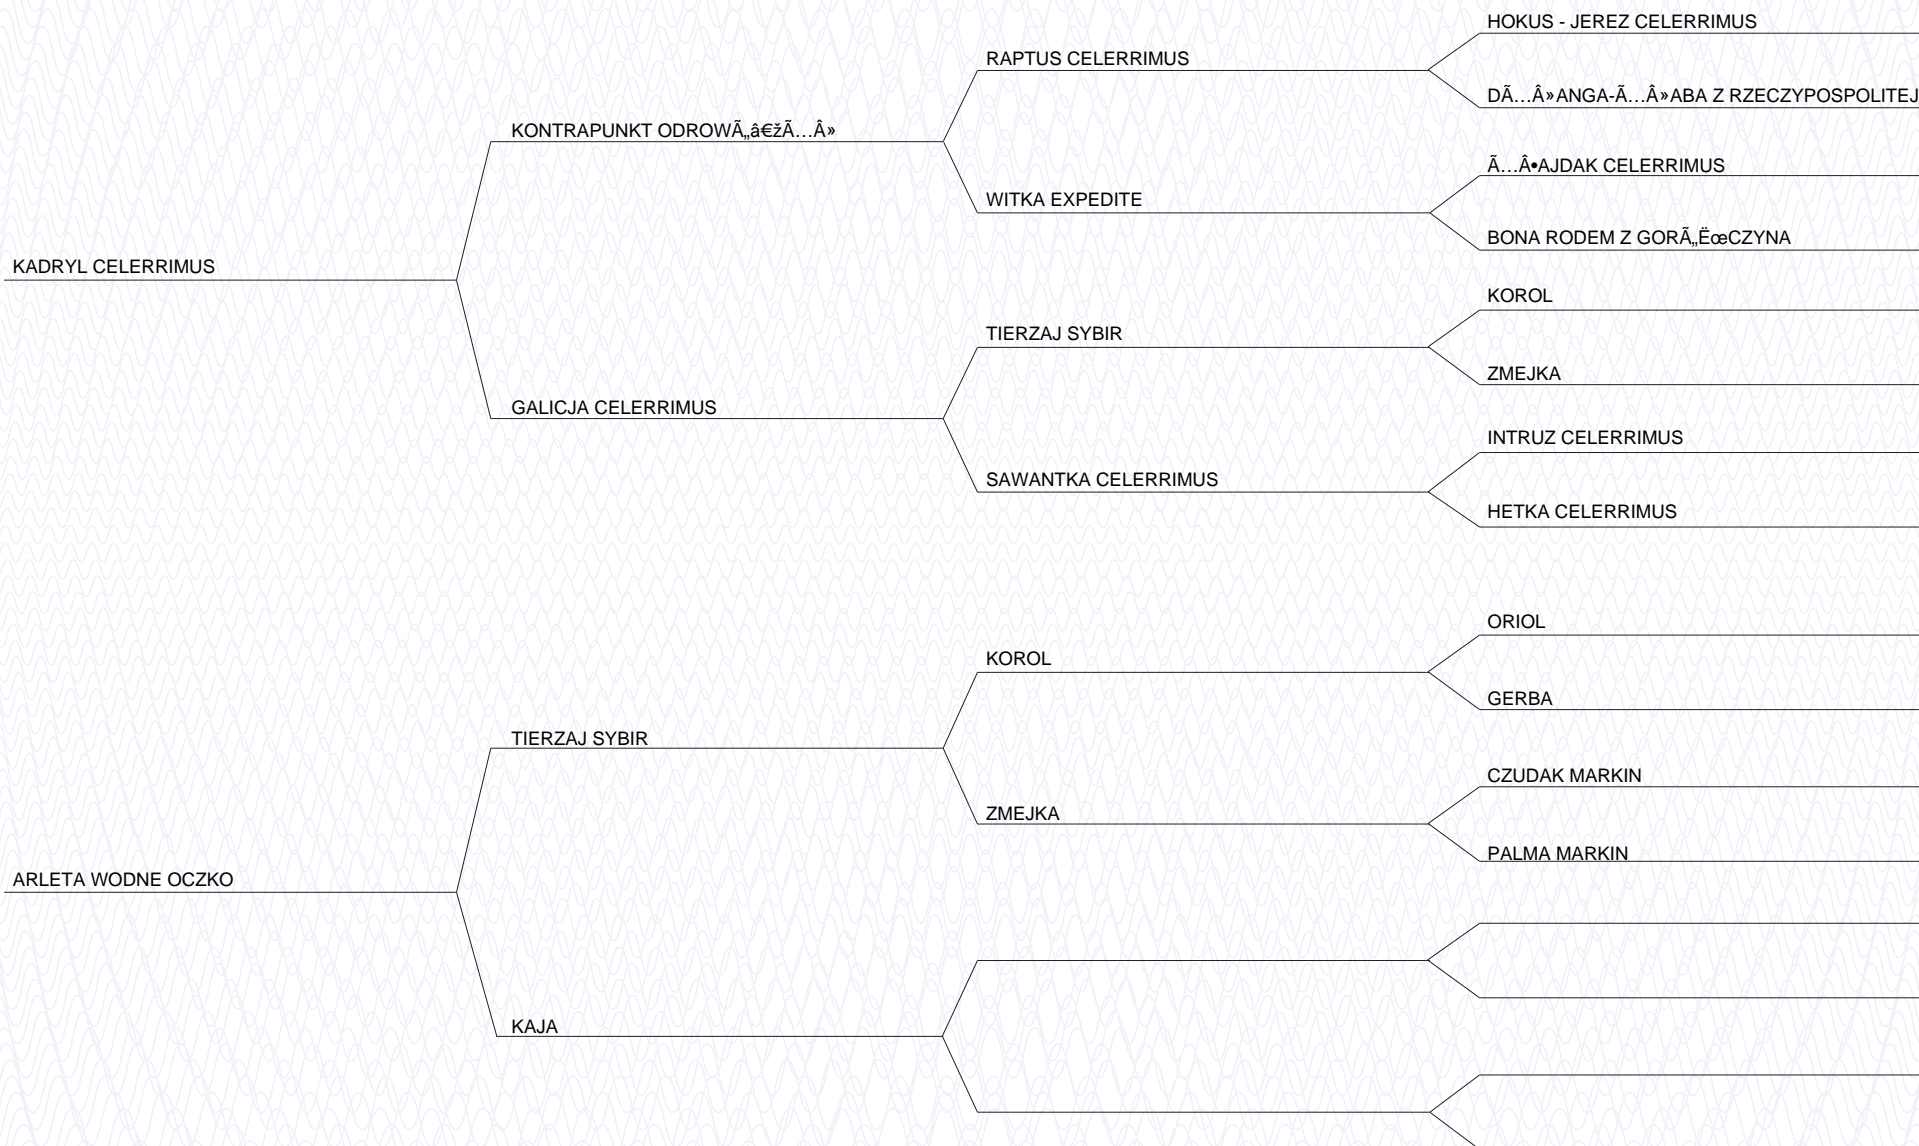 HOKUS - JEREZ CELERRIMUS
RAPTUS CELERRIMUS
DÃ…Â»ANGA-Ã…Â»ABA Z RZECZYPOSPOLITEJ
KONTRAPUNKT ODROWÃ„â€žÃ…Â»
Ã…Â•AJDAK CELERRIMUS
WITKA EXPEDITE
BONA RODEM Z GORÃ„ËœCZYNA
KADRYL CELERRIMUS
KOROL
TIERZAJ SYBIR
ZMEJKA
GALICJA CELERRIMUS
INTRUZ CELERRIMUS
SAWANTKA CELERRIMUS
HETKA CELERRIMUS
ORIOL
KOROL
GERBA
TIERZAJ SYBIR
CZUDAK MARKIN
ZMEJKA
PALMA MARKIN
ARLETA WODNE OCZKO
KAJA